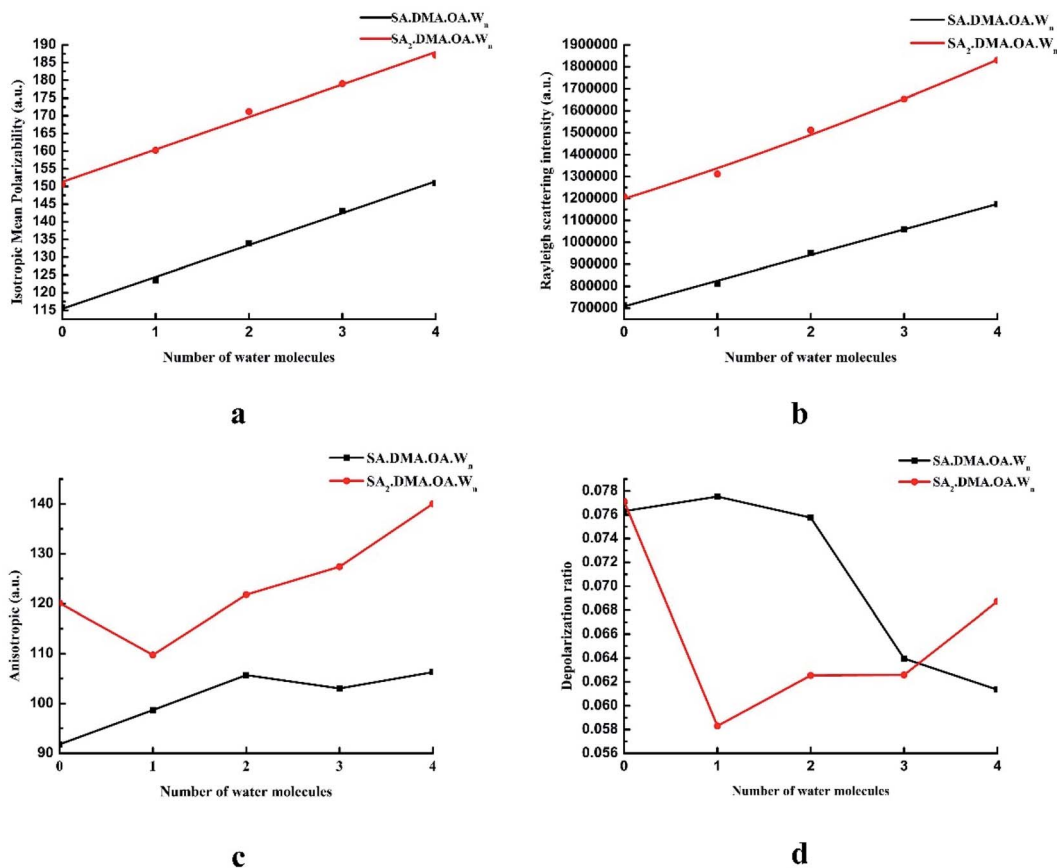 SA.DMA.OA.Wn
SA2.DMA.OA.Wn
Isotropic Mean Polarizability (a.u.)
190
185
180
175
170
165
160
155
150
145
140
135
130
125
120
115
0 1 2 3 4
Number of water molecules
a
SA.DMA.OA.Wn
SA2.DMA.OA.Wn
Rayleigh scattering intensity (a.u.)
1900000
1800000
1700000
1600000
1500000
1400000
1300000
1200000
1100000
1000000
900000
800000
700000
0 1 2 3 4
Number of water molecules
b
SA.DMA.OA.Wn
SA2.DMA.OA.Wn
Anisotropic (a.u.)
140
130
120
110
100
90
0 1 2 3 4
Number of water molecules
c
SA.DMA.OA.Wn
SA2.DMA.OA.Wn
Depolarization ratio
0.078
0.076
0.074
0.072
0.070
0.068
0.066
0.064
0.062
0.060
0.058
0.056
0 1 2 3 4
Number of water molecules
d